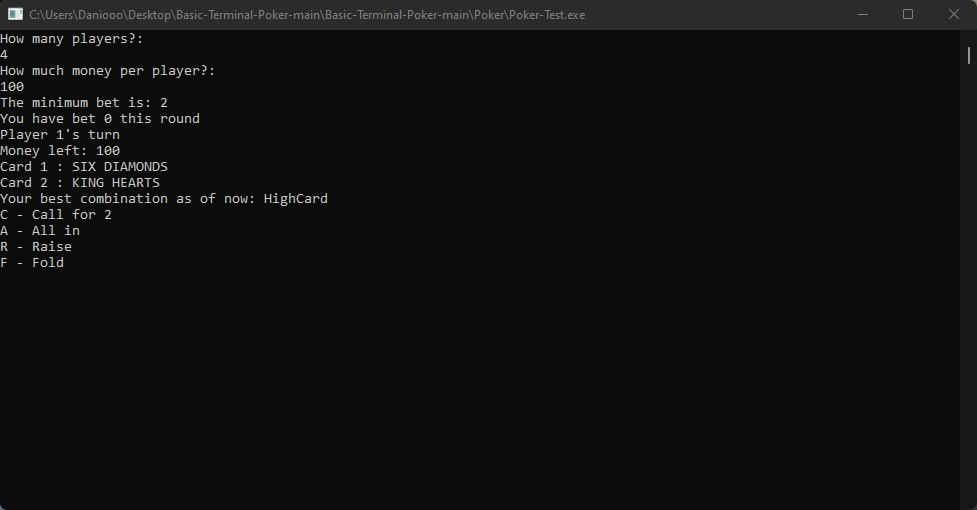 C:\Users\Daniooo\Desktop\Basic-Terminal-Poker-main\Basic-Terminal-Poker-main\Poker\Poker-Test.exe
How many players?:
4
How much money per player?:
100
The minimum bet is: 2
You have bet 0 this round
Player 1's turn
Money left: 100
Card 1 : SIX DIAMONDS
Card 2 : KING HEARTS
Your best combination as of now: HighCard
C - Call for 2
A - All in
R - Raise
F - Fold